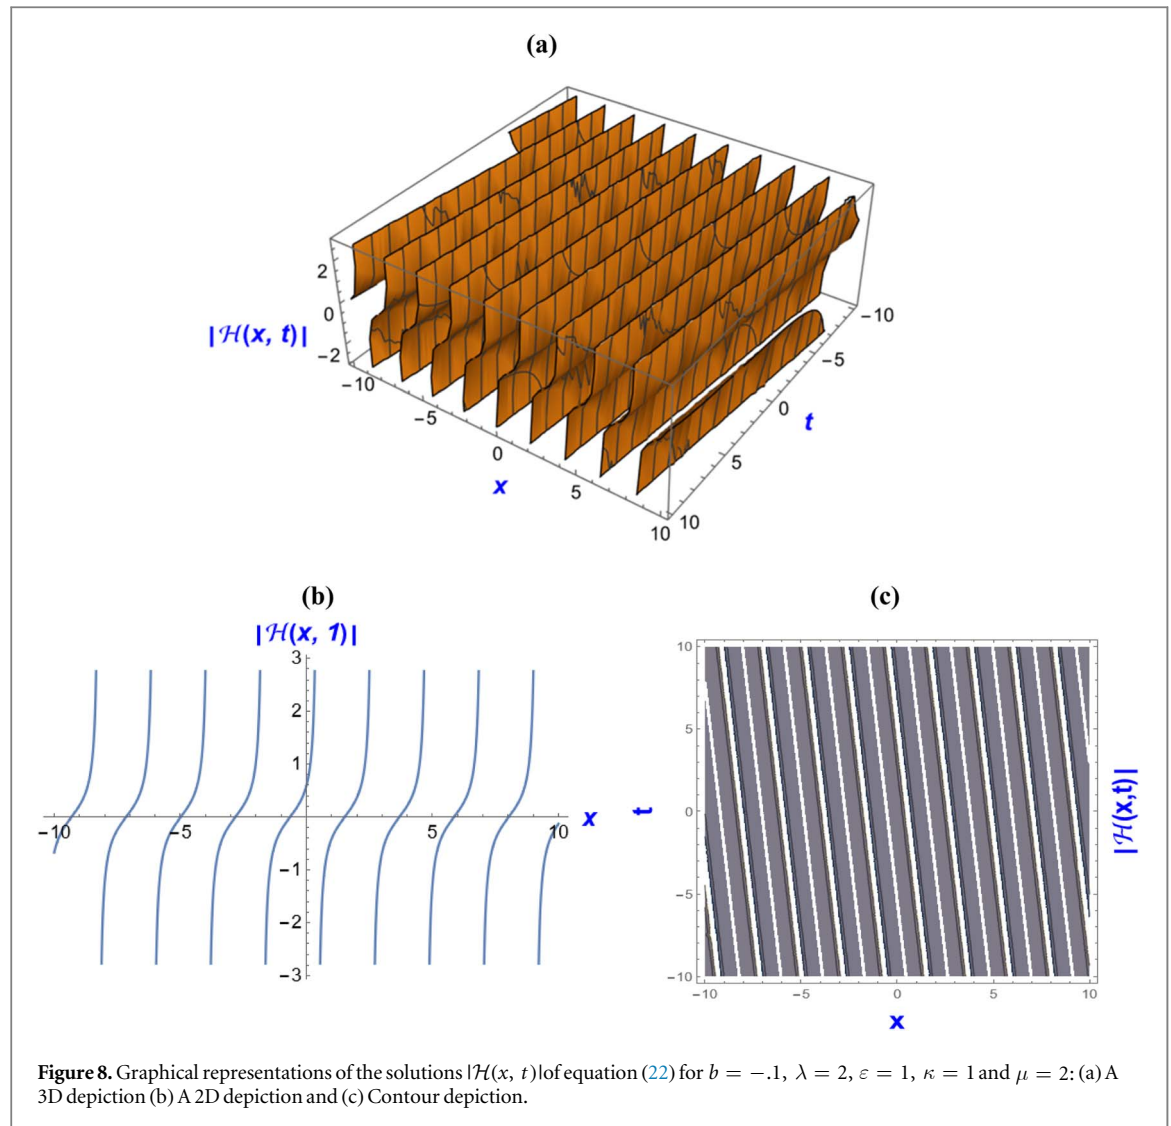 (a)
2
0
|ℋ(x, t)|
−2
−10
−5
0
x
5
10
10
5
t
0
−5
−10
(b)
|ℋ(x, 1)|
3
2
1
−10
−5
5
10
x
−1
−2
−3
(c)
10
5
t
0
|ℋ(x,t)|
−5
−10
−10
−5
0
5
10
x
Figure 8. Graphical representations of the solutions |ℋ(x, t)|of equation (22) for b = −.1, λ = 2, ε = 1, κ = 1 and μ = 2: (a) A
3D depiction (b) A 2D depiction and (c) Contour depiction.